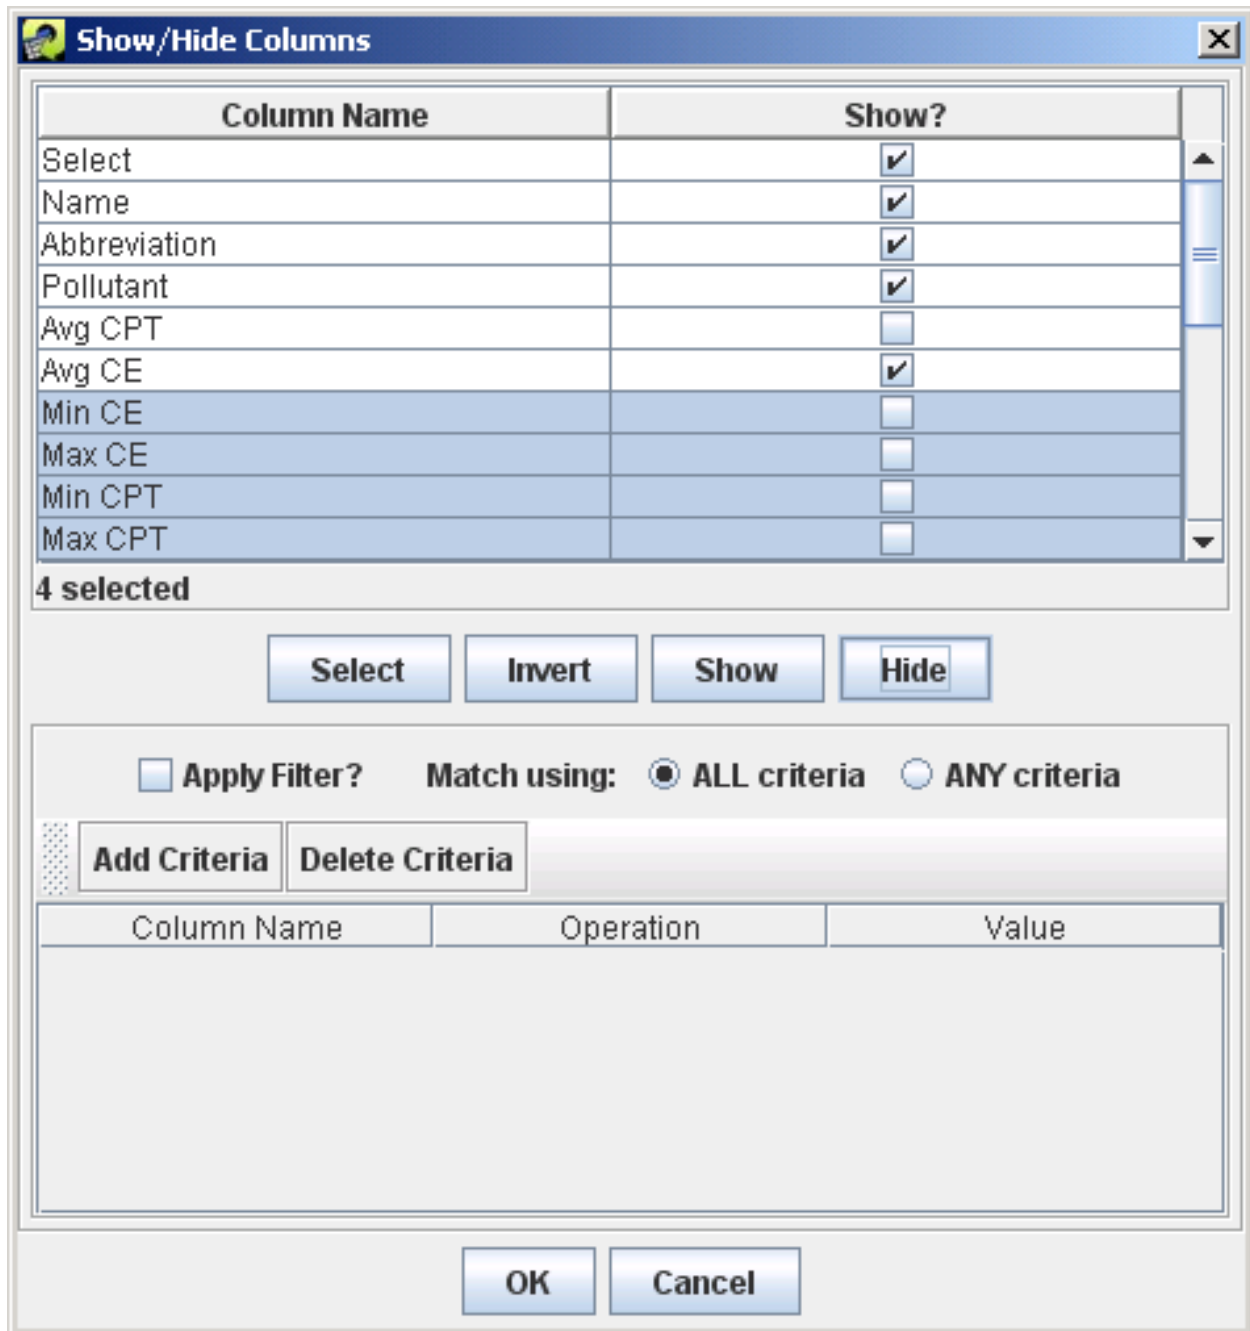 Show/Hide Columns
Column Name Show?
Select
Name
Abbreviation
Pollutant
Avg CPT
Avg CE
Min CE
Max CE
Min CPT
Max CPT
4 selected
Select Invert Show Hide
Apply Filter? Match using: ALL criteria ANY criteria
Add Criteria Delete Criteria
Column Name Operation Value
OK Cancel